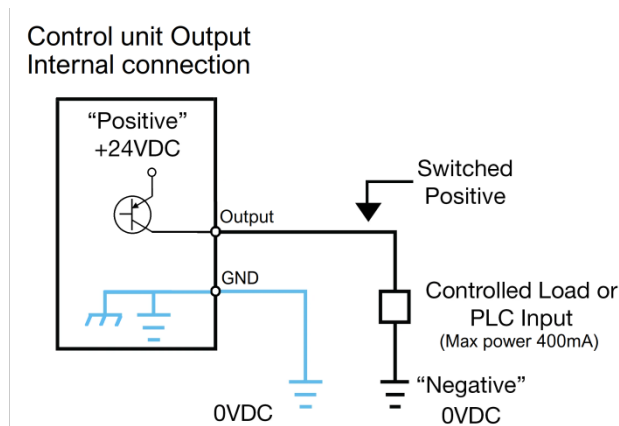 Control unit Output
Internal connection
“Positive”
+24VDC
Switched
Positive
Output
GND
Controlled Load or
PLC Input
(Max power 400mA)
“Negative”
0VDC
0VDC